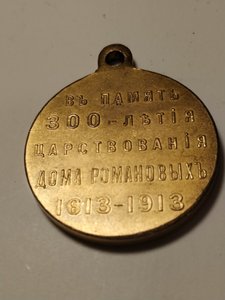 ВЪ ПАМЯТЬ
300-ЛѢТІЯ
ЦАРСТВОВАНІЯ
ДОМА РОМАНОВЫХЪ
1613-1913